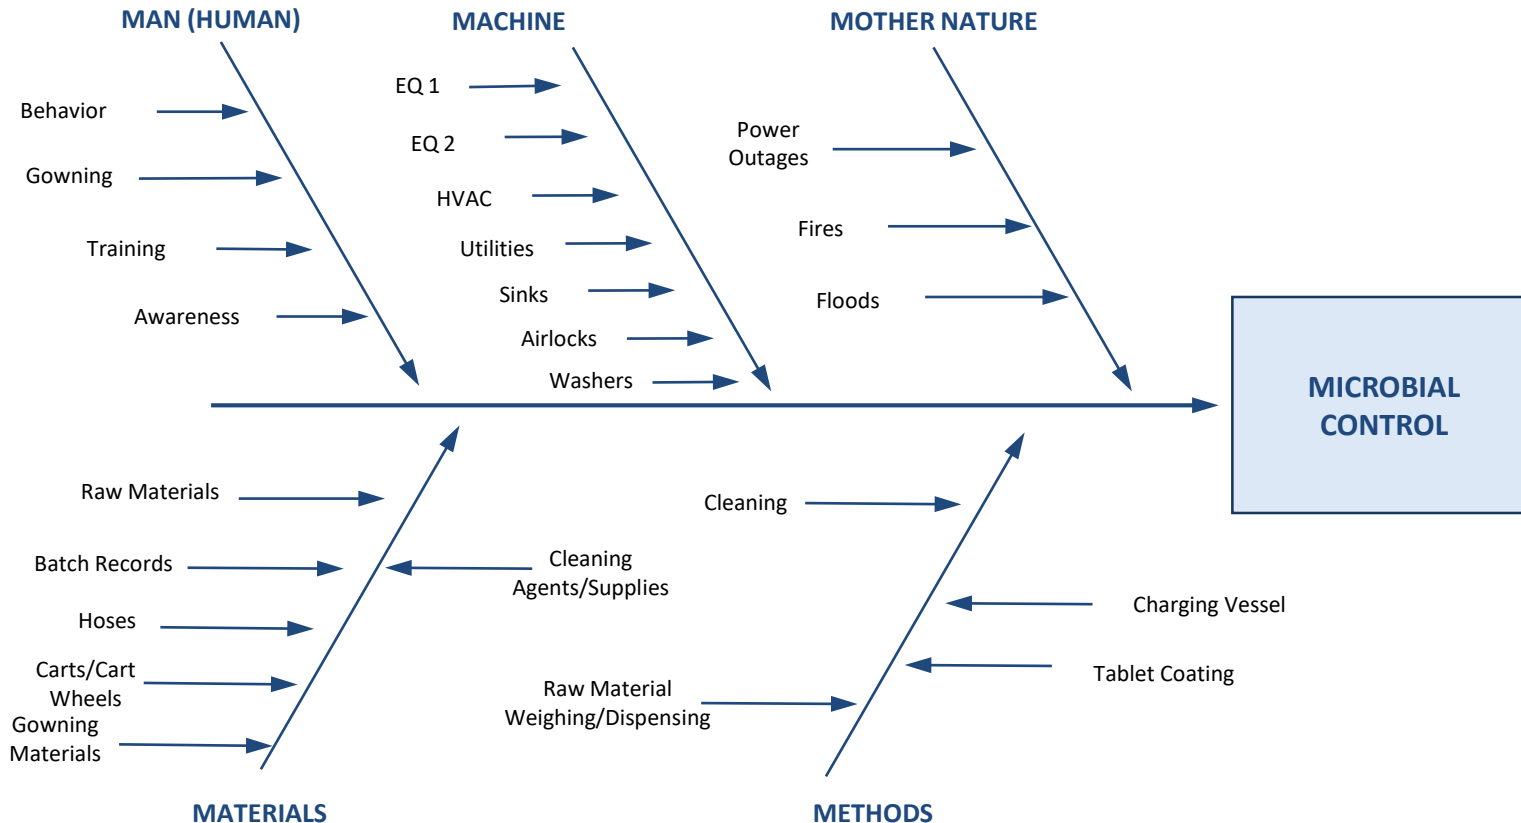 MAN (HUMAN)
MACHINE
MOTHER NATURE
Behavior
Gowning
Training
Awareness
EQ 1
EQ 2
HVAC
Utilities
Sinks
Airlocks
Washers
Power
Outages
Fires
Floods
MICROBIAL
CONTROL
Raw Materials
Batch Records
Hoses
Carts/Cart
Wheels
Gowning
Materials
Cleaning
Agents/Supplies
Cleaning
Charging Vessel
Tablet Coating
Raw Material
Weighing/Dispensing
MATERIALS
METHODS